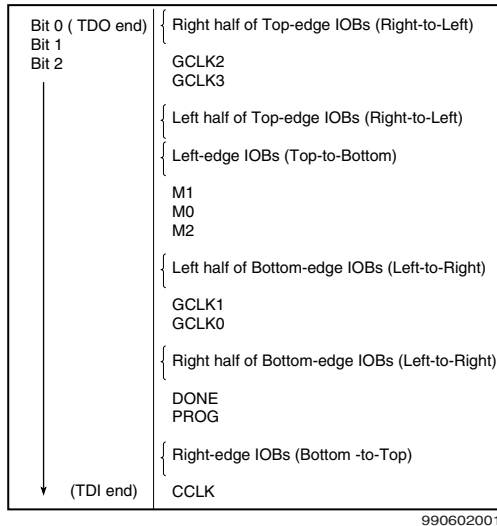 Bit 0 ( TDO end)
Bit 1
Bit 2
Right half of Top-edge IOBs (Right-to-Left)
GCLK2
GCLK3
Left half of Top-edge IOBs (Right-to-Left)
Left-edge IOBs (Top-to-Bottom)
M1
M0
M2
Left half of Bottom-edge IOBs (Left-to-Right)
GCLK1
GCLK0
Right half of Bottom-edge IOBs (Left-to-Right)
DONE
PROG
Right-edge IOBs (Bottom -to-Top)
(TDI end)
CCLK
990602001